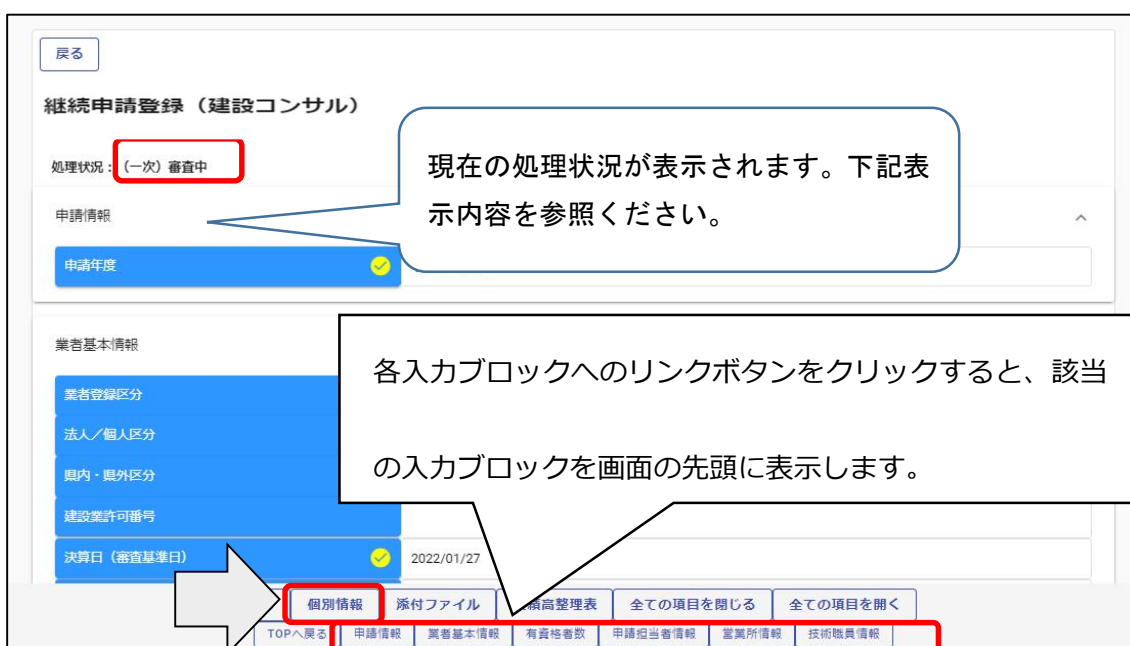 戻る
継続申請登録（建設コンサル）
処理状況：（一次）審査中
現在の処理状況が表示されます。下記表
示内容を参照ください。
申請情報
申請年度
業者基本情報
各入力ブロックへのリンクボタンをクリックすると、該当
の入力ブロックを画面の先頭に表示します。
業者登録区分
法人／個人区分
県内・県外区分
建設業許可番号
決算日（審査基準日） 2022/01/27
個別情報 添付ファイル 績高整理表 全ての項目を閉じる 全ての項目を開く
TOPへ戻る 申請情報 業者基本情報 有資格者数 申請担当者情報 営業所情報 技術職員情報